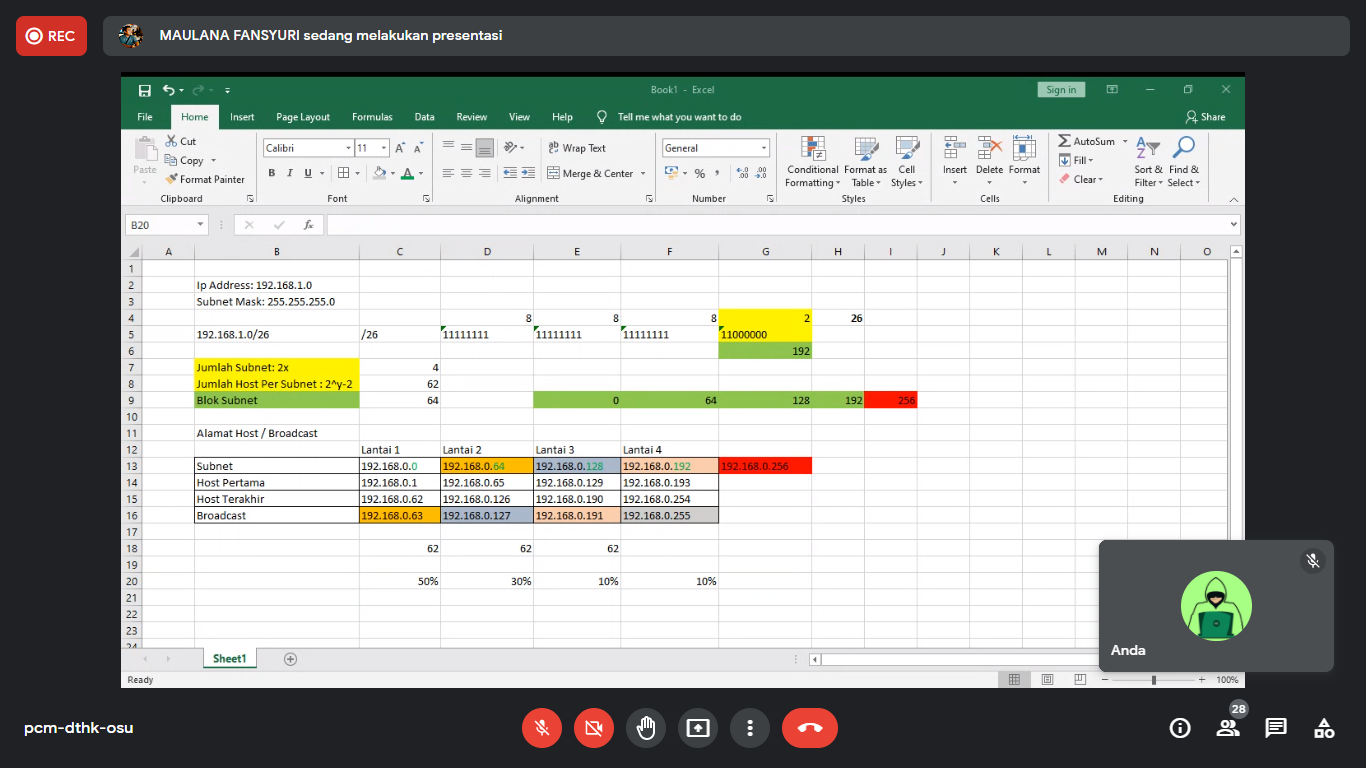 REC
MAULANA FANSYURI sedang melakukan presentasi
Book1 - Excel
Sign in
File Home Insert Page Layout Formulas Data Review View Help Tell me what you want to do Share
Paste
Cut
Copy
Format Painter
Clipboard
Calibri 11
B I U
Font
Wrap Text
Merge & Center
Alignment
General
% ,
Number
Conditional Formatting
Format as Table
Cell Styles
Styles
Insert Delete Format
Cells
AutoSum
Fill
Clear
Sort & Filter
Find & Select
Editing
B20 fx
A B C D E F G H I J K L M N O
1
2 Ip Address: 192.168.1.0
3 Subnet Mask: 255.255.255.0
4 8 8 8 2 26
5 192.168.1.0/26 /26 11111111 11111111 11111111 11000000
6 192
7 Jumlah Subnet: 2x 4
8 Jumlah Host Per Subnet : 2^y-2 62
9 Blok Subnet 64 0 64 128 192 256
10
11 Alamat Host / Broadcast
12 Lantai 1 Lantai 2 Lantai 3 Lantai 4
13 Subnet 192.168.0.0 192.168.0.64 192.168.0.128 192.168.0.192 192.168.0.256
14 Host Pertama 192.168.0.1 192.168.0.65 192.168.0.129 192.168.0.193
15 Host Terakhir 192.168.0.62 192.168.0.126 192.168.0.190 192.168.0.254
16 Broadcast 192.168.0.63 192.168.0.127 192.168.0.191 192.168.0.255
17
18 62 62 62
19
20 50% 30% 10% 10%
21
22
23
24
Sheet1
Ready
100%
Anda
pcm-dthk-osu
28